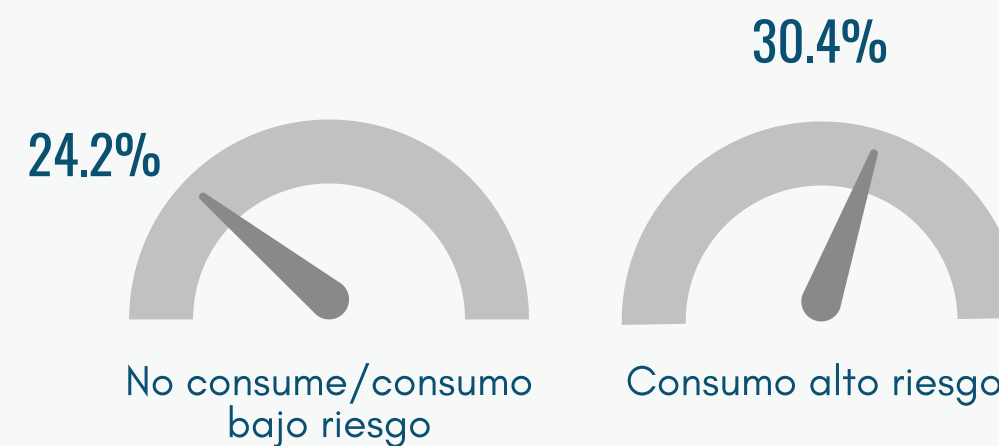 30.4%
24.2%
No consume/consumo
bajo riesgo
Consumo alto riesgo